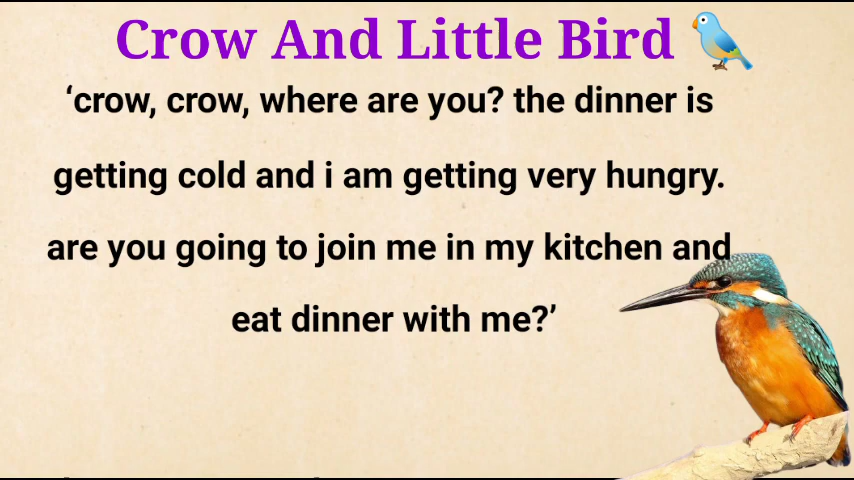 Crow And Little Bird
‘crow, crow, where are you? the dinner is
getting cold and i am getting very hungry.
are you going to join me in my kitchen and
eat dinner with me?’